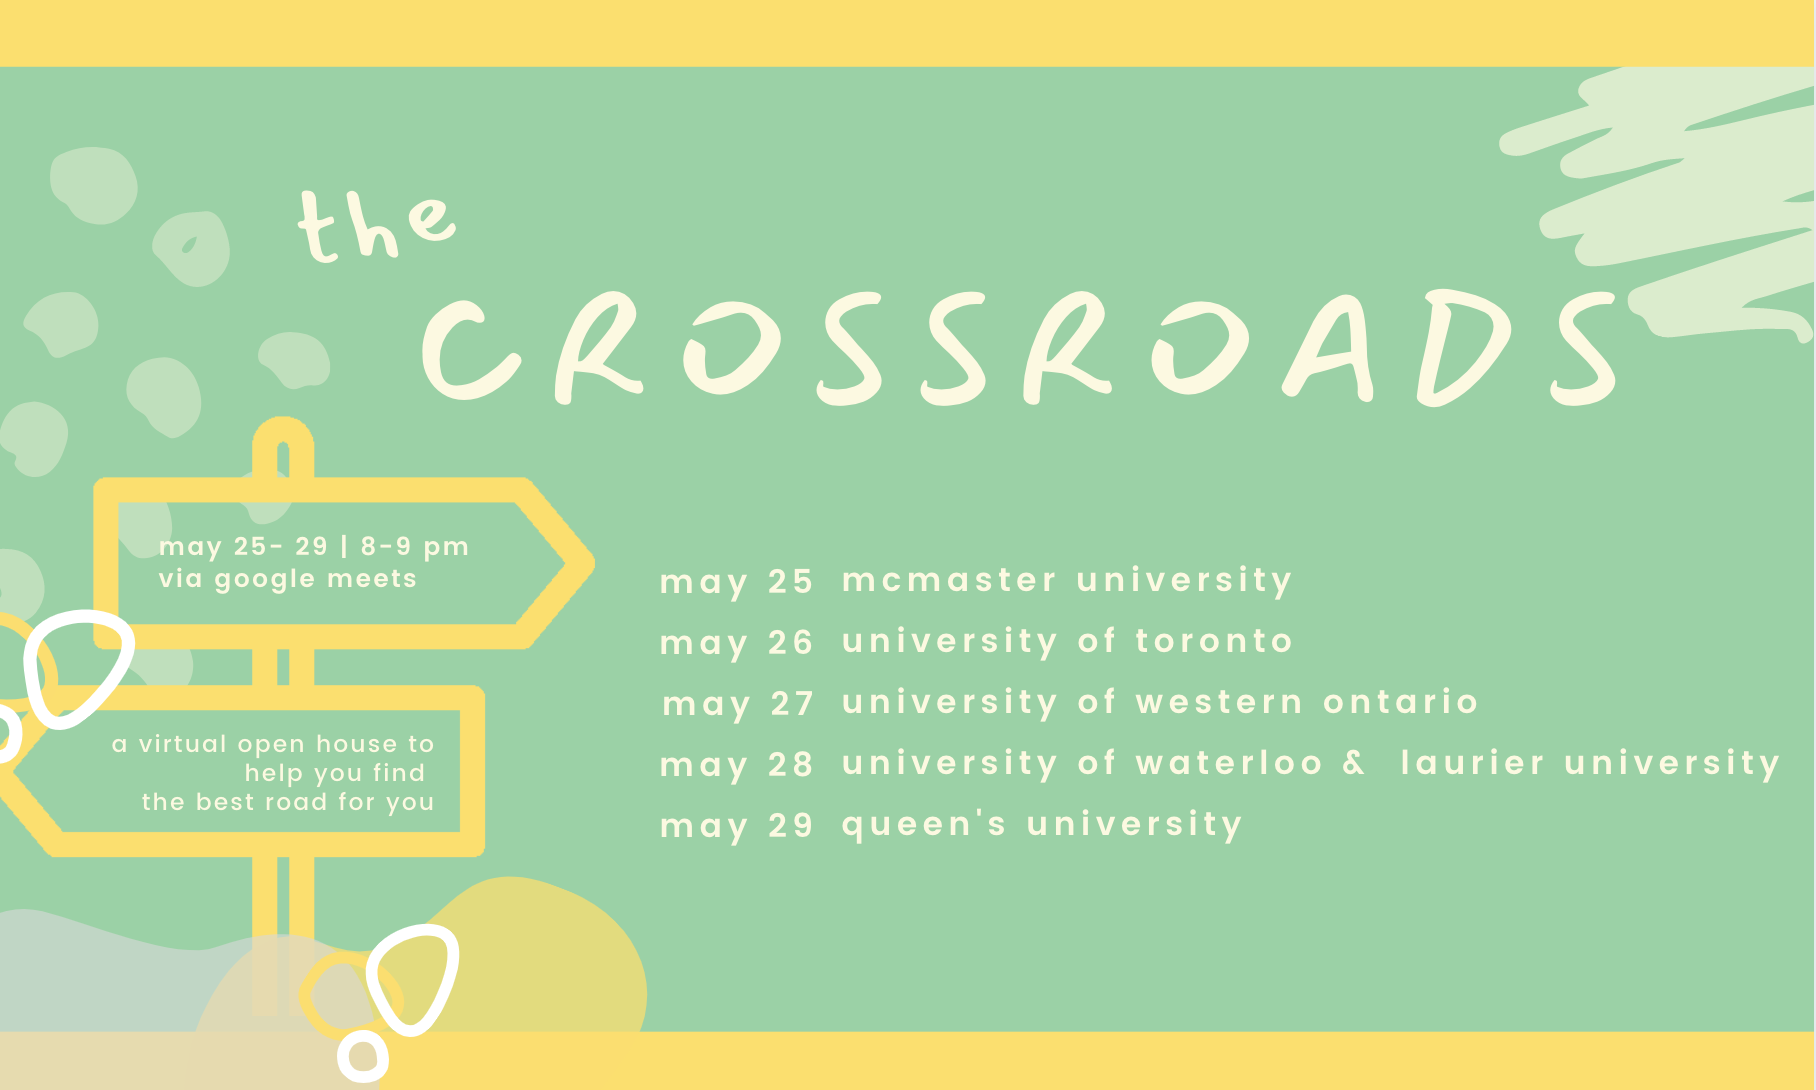 the
CROSSROADS
may 25- 29 | 8-9 pm
via google meets
a virtual open house to
help you find
the best road for you
may 25 mcmaster university
may 26 university of toronto
may 27 university of western ontario
may 28 university of waterloo & laurier university
may 29 queen's university